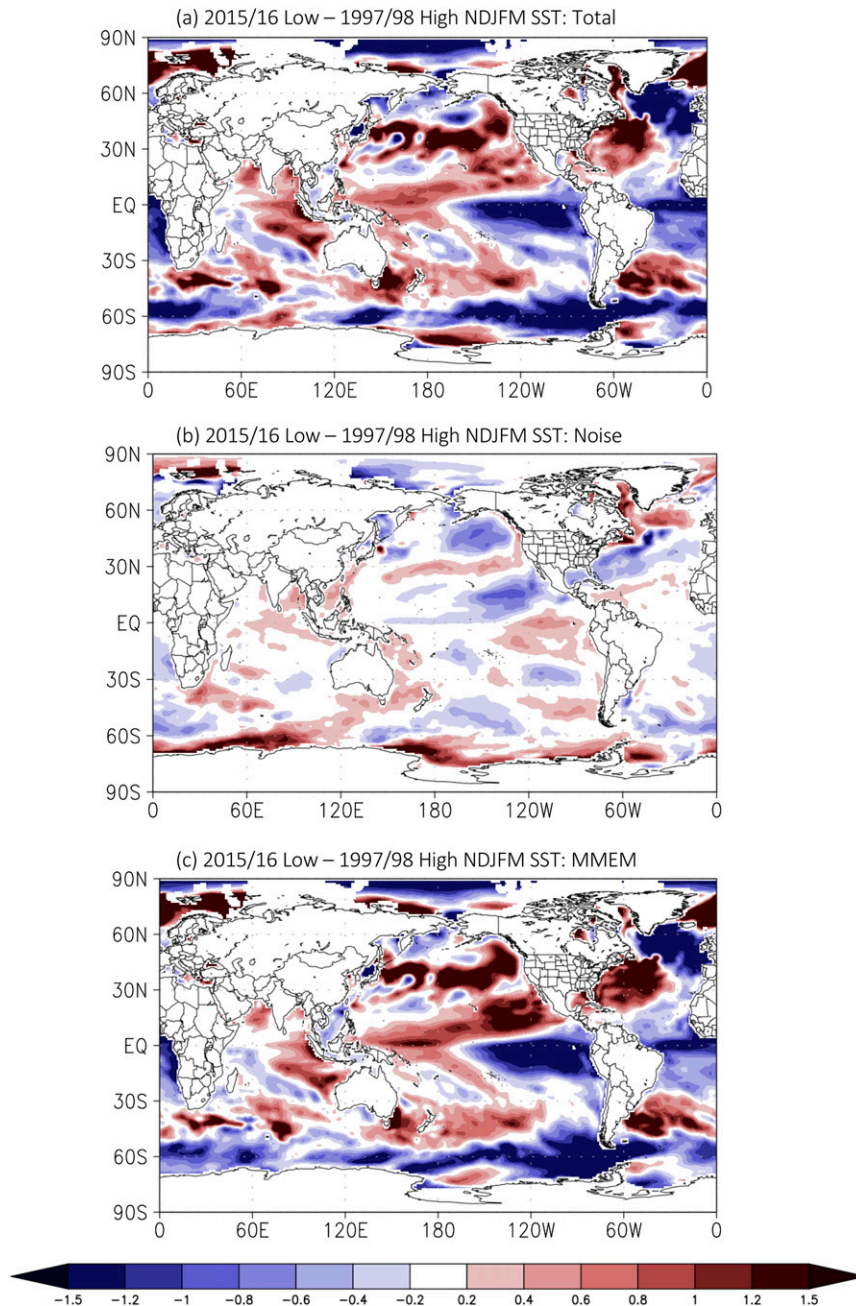 (a) 2015/16 Low – 1997/98 High NDJFM SST: Total
90N
60N
30N
EQ
30S
60S
90S
0 60E 120E 180 120W 60W 0
(b) 2015/16 Low – 1997/98 High NDJFM SST: Noise
90N
60N
30N
EQ
30S
60S
90S
0 60E 120E 180 120W 60W 0
(c) 2015/16 Low – 1997/98 High NDJFM SST: MMEM
90N
60N
30N
EQ
30S
60S
90S
0 60E 120E 180 120W 60W 0
-1.5 -1.2 -1 -0.8 -0.6 -0.4 -0.2 0.2 0.4 0.6 0.8 1 1.2 1.5